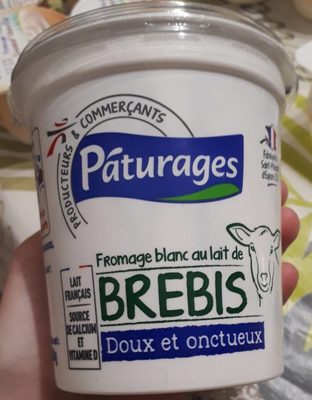 PRODUCTEURS & COMMERÇANTS
Pâturages
Fromage blanc au lait de
BREBIS
Doux et onctueux
LAIT
FRANÇAIS
SOURCE
DE CALCIUM
ET
VITAMINE D